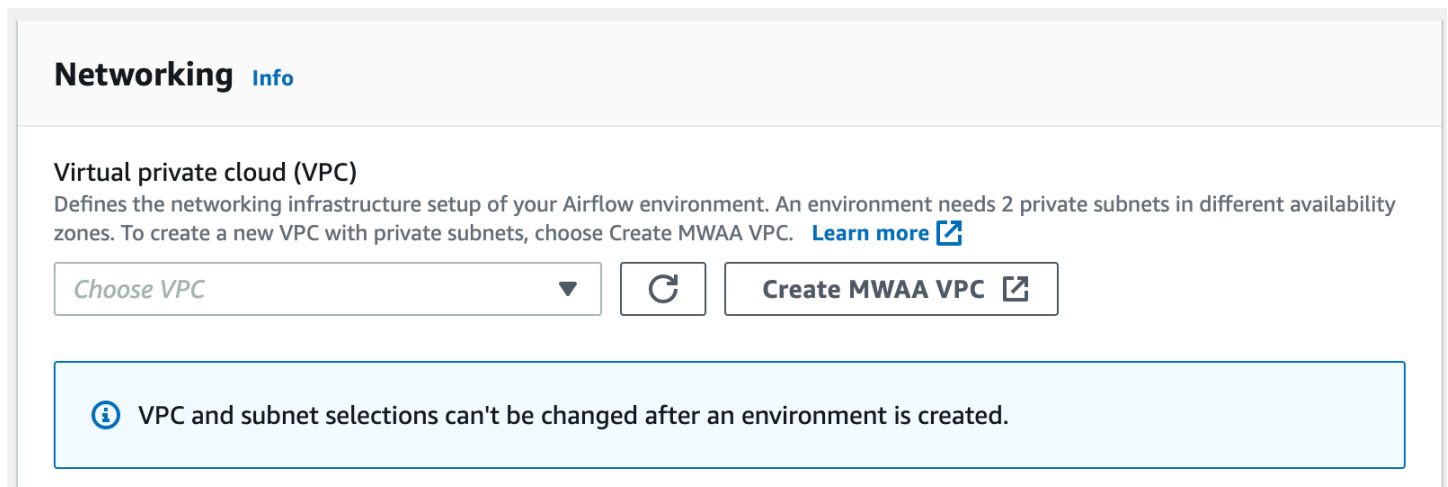 Networking Info
Virtual private cloud (VPC)
Defines the networking infrastructure setup of your Airflow environment. An environment needs 2 private subnets in different availability
zones. To create a new VPC with private subnets, choose Create MWAA VPC. Learn more
Choose VPC Create MWAA VPC
VPC and subnet selections can't be changed after an environment is created.